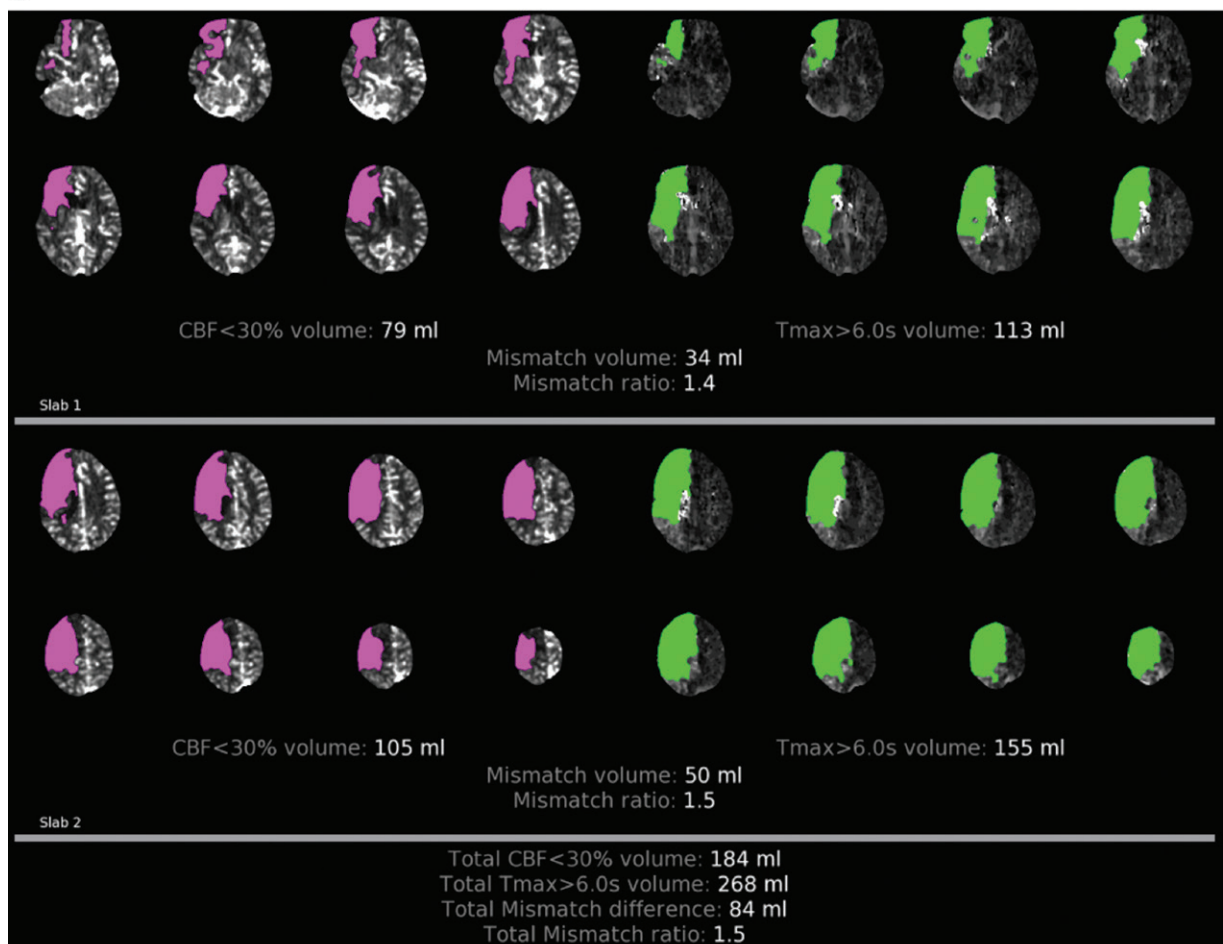 CBF<30% volume: 79 ml
Tmax>6.0s volume: 113 ml
Mismatch volume: 34 ml
Mismatch ratio: 1.4
Slab 1
CBF<30% volume: 105 ml
Tmax>6.0s volume: 155 ml
Mismatch volume: 50 ml
Mismatch ratio: 1.5
Slab 2
Total CBF<30% volume: 184 ml
Total Tmax>6.0s volume: 268 ml
Total Mismatch difference: 84 ml
Total Mismatch ratio: 1.5